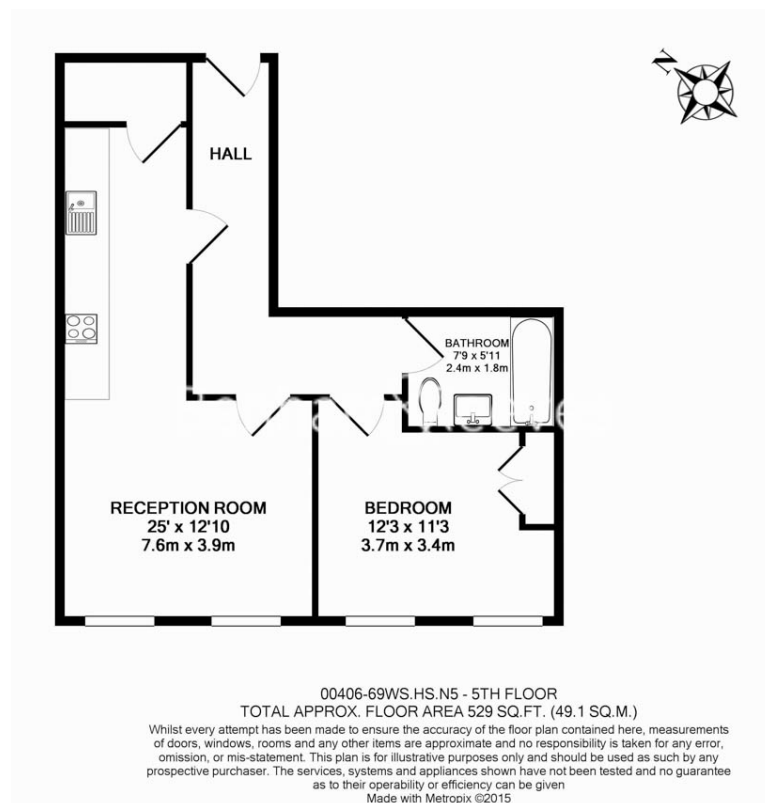 N
HALL
BATHROOM
7'9 x 5'11
2.4m x 1.8m
RECEPTION ROOM
25' x 12'10
7.6m x 3.9m
BEDROOM
12'3 x 11'3
3.7m x 3.4m
00406-69WS.HS.N5 - 5TH FLOOR
TOTAL APPROX. FLOOR AREA 529 SQ.FT. (49.1 SQ.M.)
Whilst every attempt has been made to ensure the accuracy of the floor plan contained here, measurements
of doors, windows, rooms and any other items are approximate and no responsibility is taken for any error,
omission, or mis-statement. This plan is for illustrative purposes only and should be used as such by any
prospective purchaser. The services, systems and appliances shown have not been tested and no guarantee
as to their operability or efficiency can be given
Made with Metropix ©2015